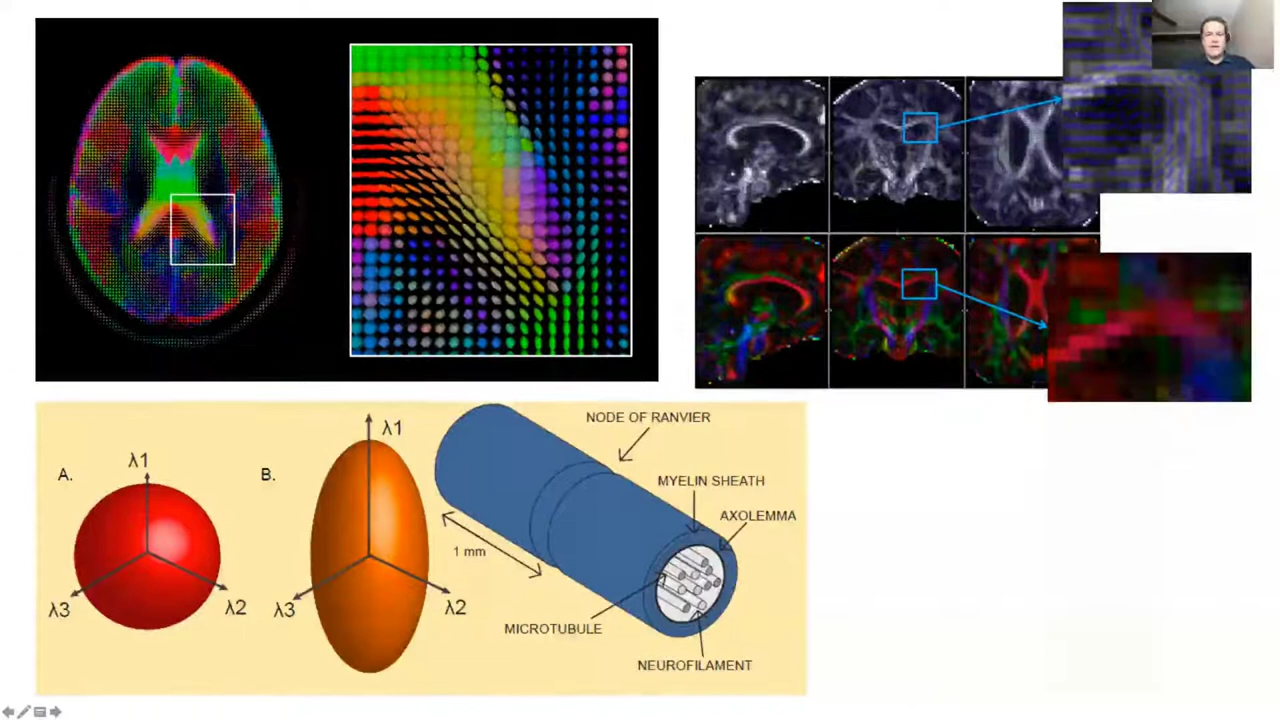 A.
λ1
λ3
λ2
B.
λ1
λ3
λ2
NODE OF RANVIER
MYELIN SHEATH
AXOLEMMA
1 mm
MICROTUBULE
NEUROFILAMENT